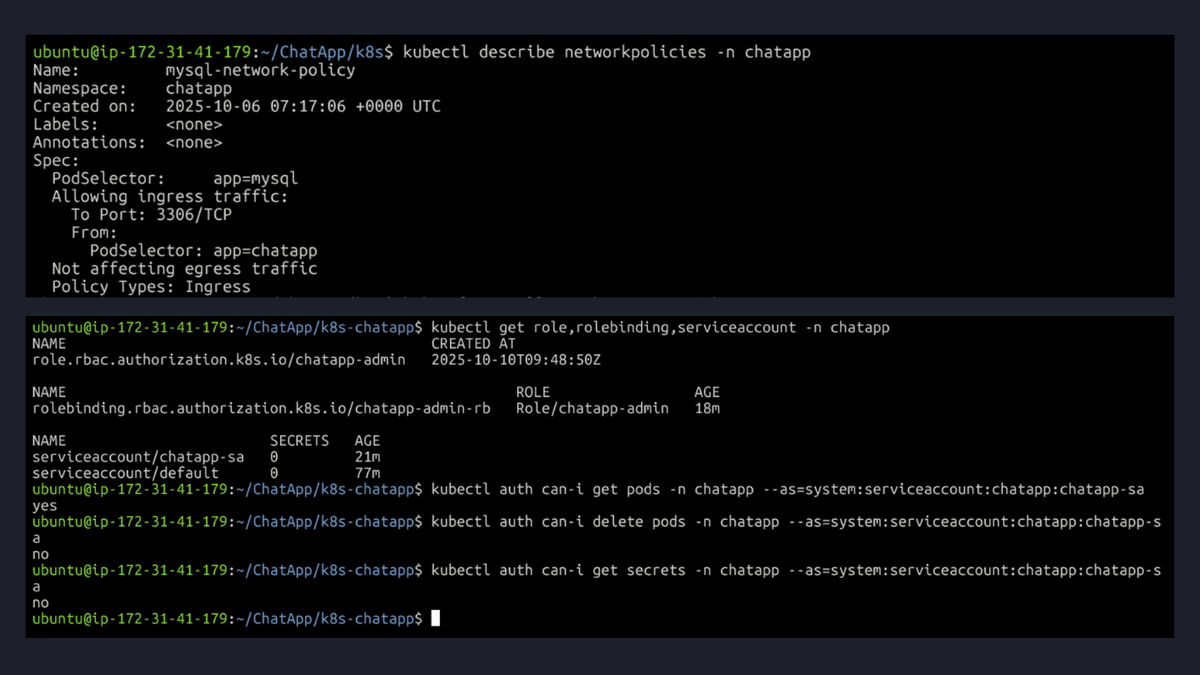 ubuntu@ip-172-31-41-179:~/ChatApp/k8s$ kubectl describe networkpolicies -n chatapp
Name:         mysql-network-policy
Namespace:    chatapp
Created on:   2025-10-06 07:17:06 +0000 UTC
Labels:       <none>
Annotations:  <none>
Spec:
  PodSelector:     app=mysql
  Allowing ingress traffic:
    To Port: 3306/TCP
    From:
      PodSelector: app=chatapp
  Not affecting egress traffic
  Policy Types: Ingress
ubuntu@ip-172-31-41-179:~/ChatApp/k8s-chatapp$ kubectl get role,rolebinding,serviceaccount -n chatapp
NAME                                          CREATED AT
role.rbac.authorization.k8s.io/chatapp-admin   2025-10-10T09:48:50Z
NAME                                                    ROLE                 AGE
rolebinding.rbac.authorization.k8s.io/chatapp-admin-rb   Role/chatapp-admin   18m
NAME                        SECRETS   AGE
serviceaccount/chatapp-sa   0         21m
serviceaccount/default      0         77m
ubuntu@ip-172-31-41-179:~/ChatApp/k8s-chatapp$ kubectl auth can-i get pods -n chatapp --as=system:serviceaccount:chatapp:chatapp-sa
yes
ubuntu@ip-172-31-41-179:~/ChatApp/k8s-chatapp$ kubectl auth can-i delete pods -n chatapp --as=system:serviceaccount:chatapp:chatapp-s
a
no
ubuntu@ip-172-31-41-179:~/ChatApp/k8s-chatapp$ kubectl auth can-i get secrets -n chatapp --as=system:serviceaccount:chatapp:chatapp-s
a
no
ubuntu@ip-172-31-41-179:~/ChatApp/k8s-chatapp$